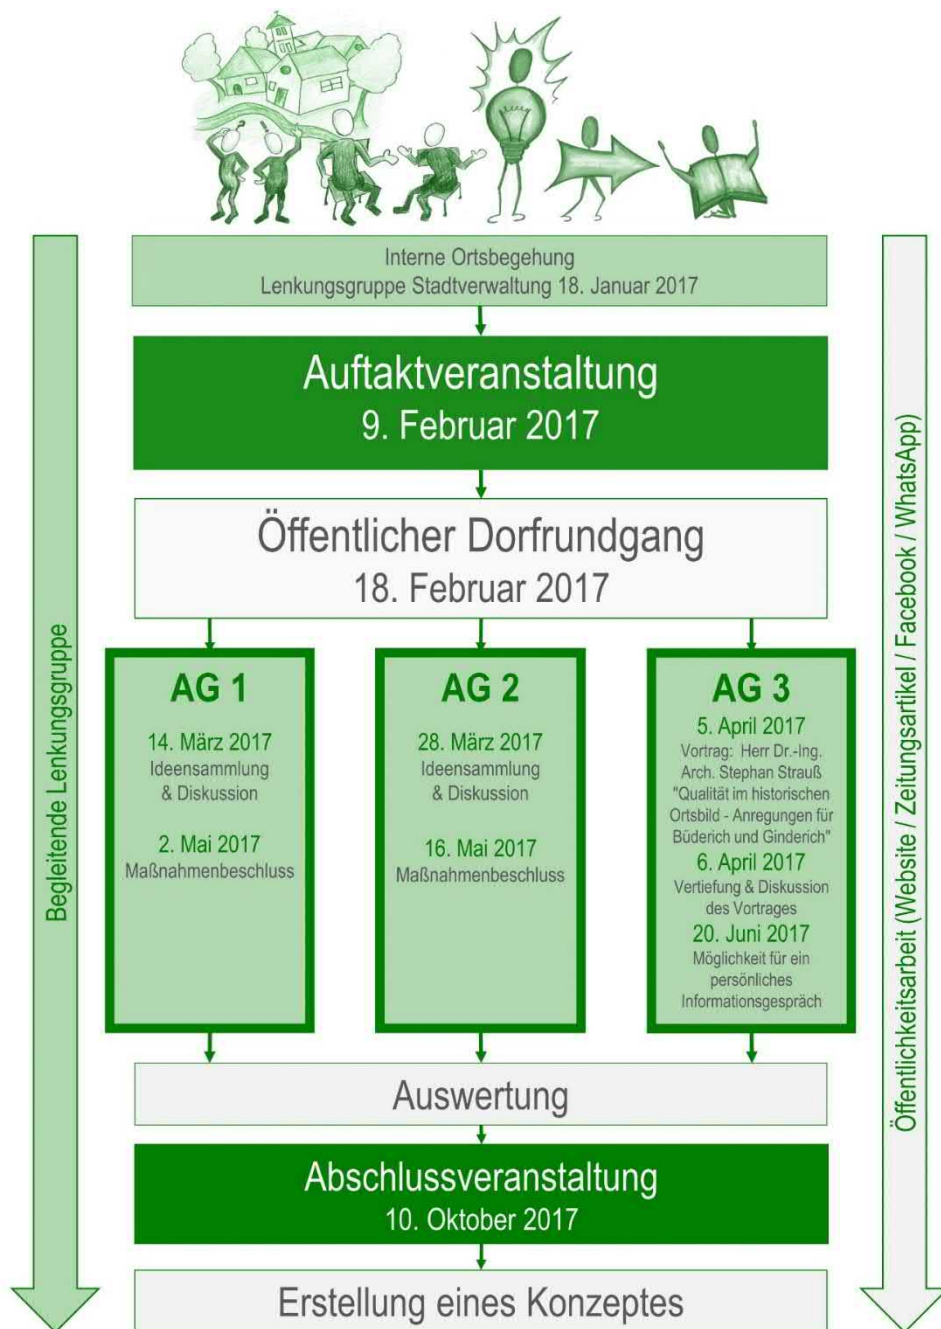 Interne Ortsbegehung
Lenkungsgruppe Stadtverwaltung 18. Januar 2017
Auftaktveranstaltung
9. Februar 2017
Öffentlicher Dorfrundgang
18. Februar 2017
AG 1
14. März 2017
Ideensammlung
& Diskussion
2. Mai 2017
Maßnahmenbeschluss
AG 2
28. März 2017
Ideensammlung
& Diskussion
16. Mai 2017
Maßnahmenbeschluss
AG 3
5. April 2017
Vortrag: Herr Dr.-Ing.
Arch. Stephan Strauß
"Qualität im historischen
Ortsbild - Anregungen für
Büderich und Ginderich"
6. April 2017
Vertiefung & Diskussion
des Vortrages
20. Juni 2017
Möglichkeit für ein
persönliches
Informationsgespräch
Auswertung
Abschlussveranstaltung
10. Oktober 2017
Erstellung eines Konzeptes
Begleitende Lenkungsgruppe
Öffentlichkeitsarbeit (Website / Zeitungsartikel / Facebook / WhatsApp)